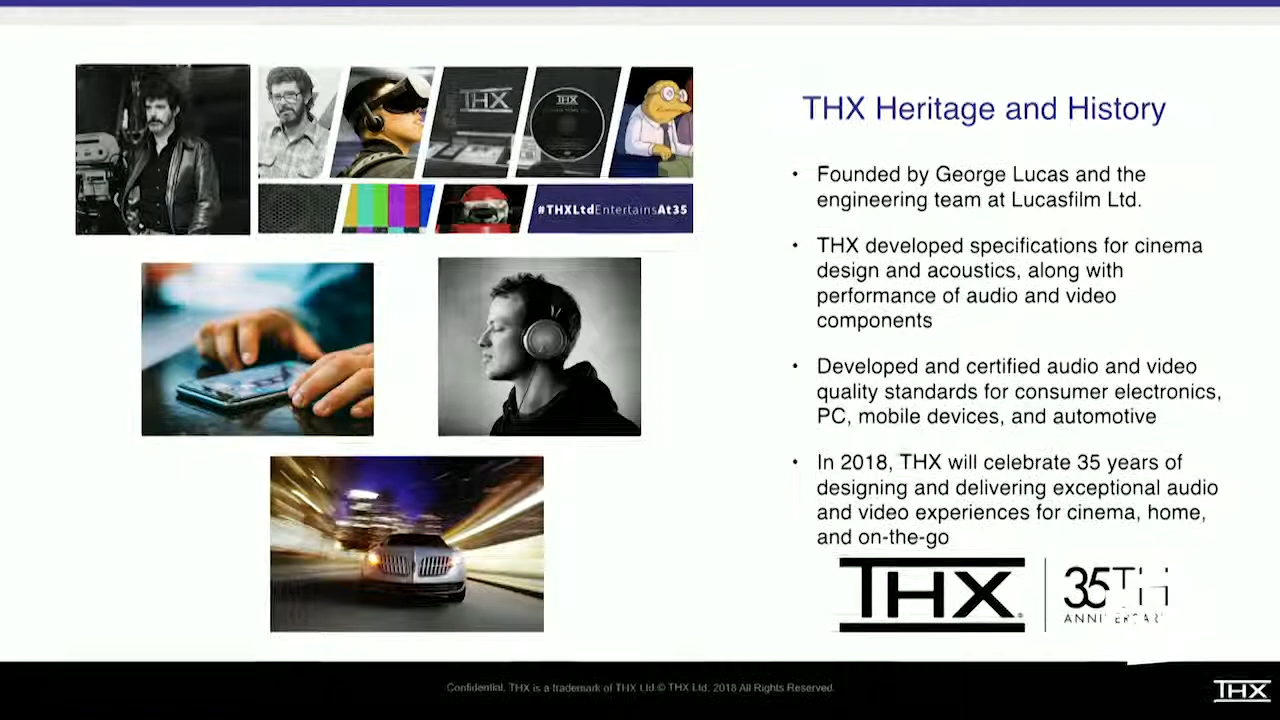 THX
THX
#THXLtdEntertainsAt35
THX Heritage and History
• Founded by George Lucas and the
engineering team at Lucasfilm Ltd.
• THX developed specifications for cinema
design and acoustics, along with
performance of audio and video
components
• Developed and certified audio and video
quality standards for consumer electronics,
PC, mobile devices, and automotive
• In 2018, THX will celebrate 35 years of
designing and delivering exceptional audio
and video experiences for cinema, home,
and on-the-go
THX® 35TH
Confidential. THX is a trademark of THX Ltd.© THX Ltd. 2018 All Rights Reserved.
THX